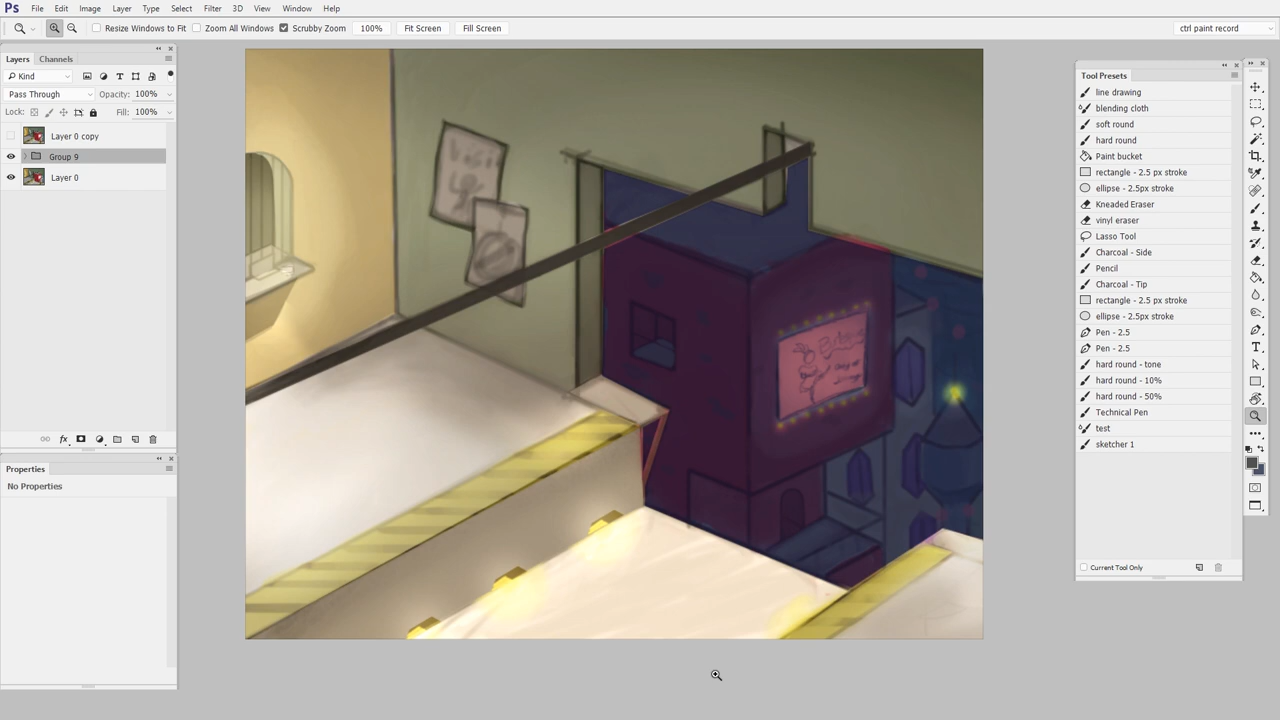 Ps File Edit Image Layer Type Select Filter 3D View Window Help
Resize Windows to Fit Zoom All Windows Scrubby Zoom 100% Fit Screen Fill Screen ctrl paint record
Layers Channels
Kind
Pass Through Opacity: 100%
Lock: Fill: 100%
Layer 0 copy
Group 9
Layer 0
fx
Properties
No Properties
Tool Presets
line drawing
blending cloth
soft round
hard round
Paint bucket
rectangle - 2.5 px stroke
ellipse - 2.5px stroke
Kneaded Eraser
vinyl eraser
Lasso Tool
Charcoal - Side
Pencil
Charcoal - Tip
rectangle - 2.5 px stroke
ellipse - 2.5px stroke
Pen - 2.5
Pen - 2.5
hard round - tone
hard round - 10%
hard round - 50%
Technical Pen
test
sketcher 1
Current Tool Only